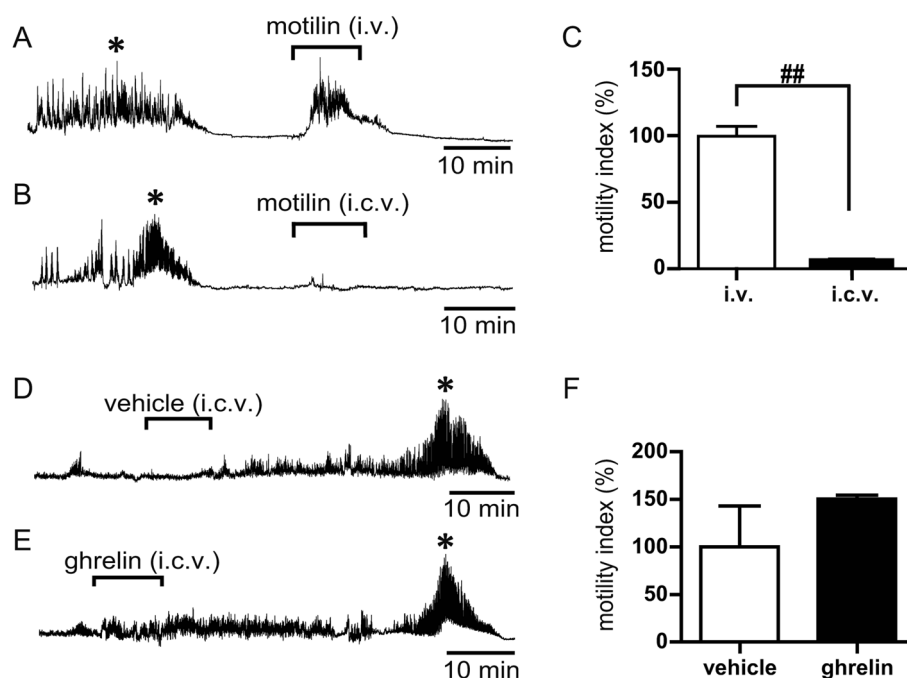 A
*
motilin (i.v.)
10 min
B
*
motilin (i.c.v.)
10 min
C
motility index (%)
150
100
50
0
##
i.v.
i.c.v.
D
*
vehicle (i.c.v.)
10 min
E
*
ghrelin (i.c.v.)
10 min
F
motility index (%)
200
150
100
50
0
vehicle
ghrelin